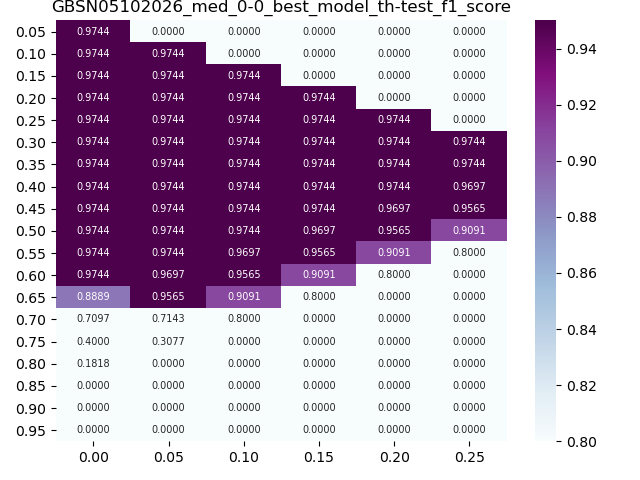 GBSN05102026_med_0-0_best_model_th-test_f1_score
0.05 0.9744 0.0000 0.0000 0.0000 0.0000 0.0000
0.10 0.9744 0.9744 0.0000 0.0000 0.0000 0.0000
0.15 0.9744 0.9744 0.9744 0.0000 0.0000 0.0000
0.20 0.9744 0.9744 0.9744 0.9744 0.0000 0.0000
0.25 0.9744 0.9744 0.9744 0.9744 0.9744 0.0000
0.30 0.9744 0.9744 0.9744 0.9744 0.9744 0.9744
0.35 0.9744 0.9744 0.9744 0.9744 0.9744 0.9744
0.40 0.9744 0.9744 0.9744 0.9744 0.9744 0.9697
0.45 0.9744 0.9744 0.9744 0.9744 0.9697 0.9565
0.50 0.9744 0.9744 0.9744 0.9697 0.9565 0.9091
0.55 0.9744 0.9744 0.9697 0.9565 0.9091 0.8000
0.60 0.9744 0.9697 0.9565 0.9091 0.8000 0.0000
0.65 0.8889 0.9565 0.9091 0.8000 0.0000 0.0000
0.70 0.7097 0.7143 0.8000 0.0000 0.0000 0.0000
0.75 0.4000 0.3077 0.0000 0.0000 0.0000 0.0000
0.80 0.1818 0.0000 0.0000 0.0000 0.0000 0.0000
0.85 0.0000 0.0000 0.0000 0.0000 0.0000 0.0000
0.90 0.0000 0.0000 0.0000 0.0000 0.0000 0.0000
0.95 0.0000 0.0000 0.0000 0.0000 0.0000 0.0000
0.00 0.05 0.10 0.15 0.20 0.25
0.94
0.92
0.90
0.88
0.86
0.84
0.82
0.80